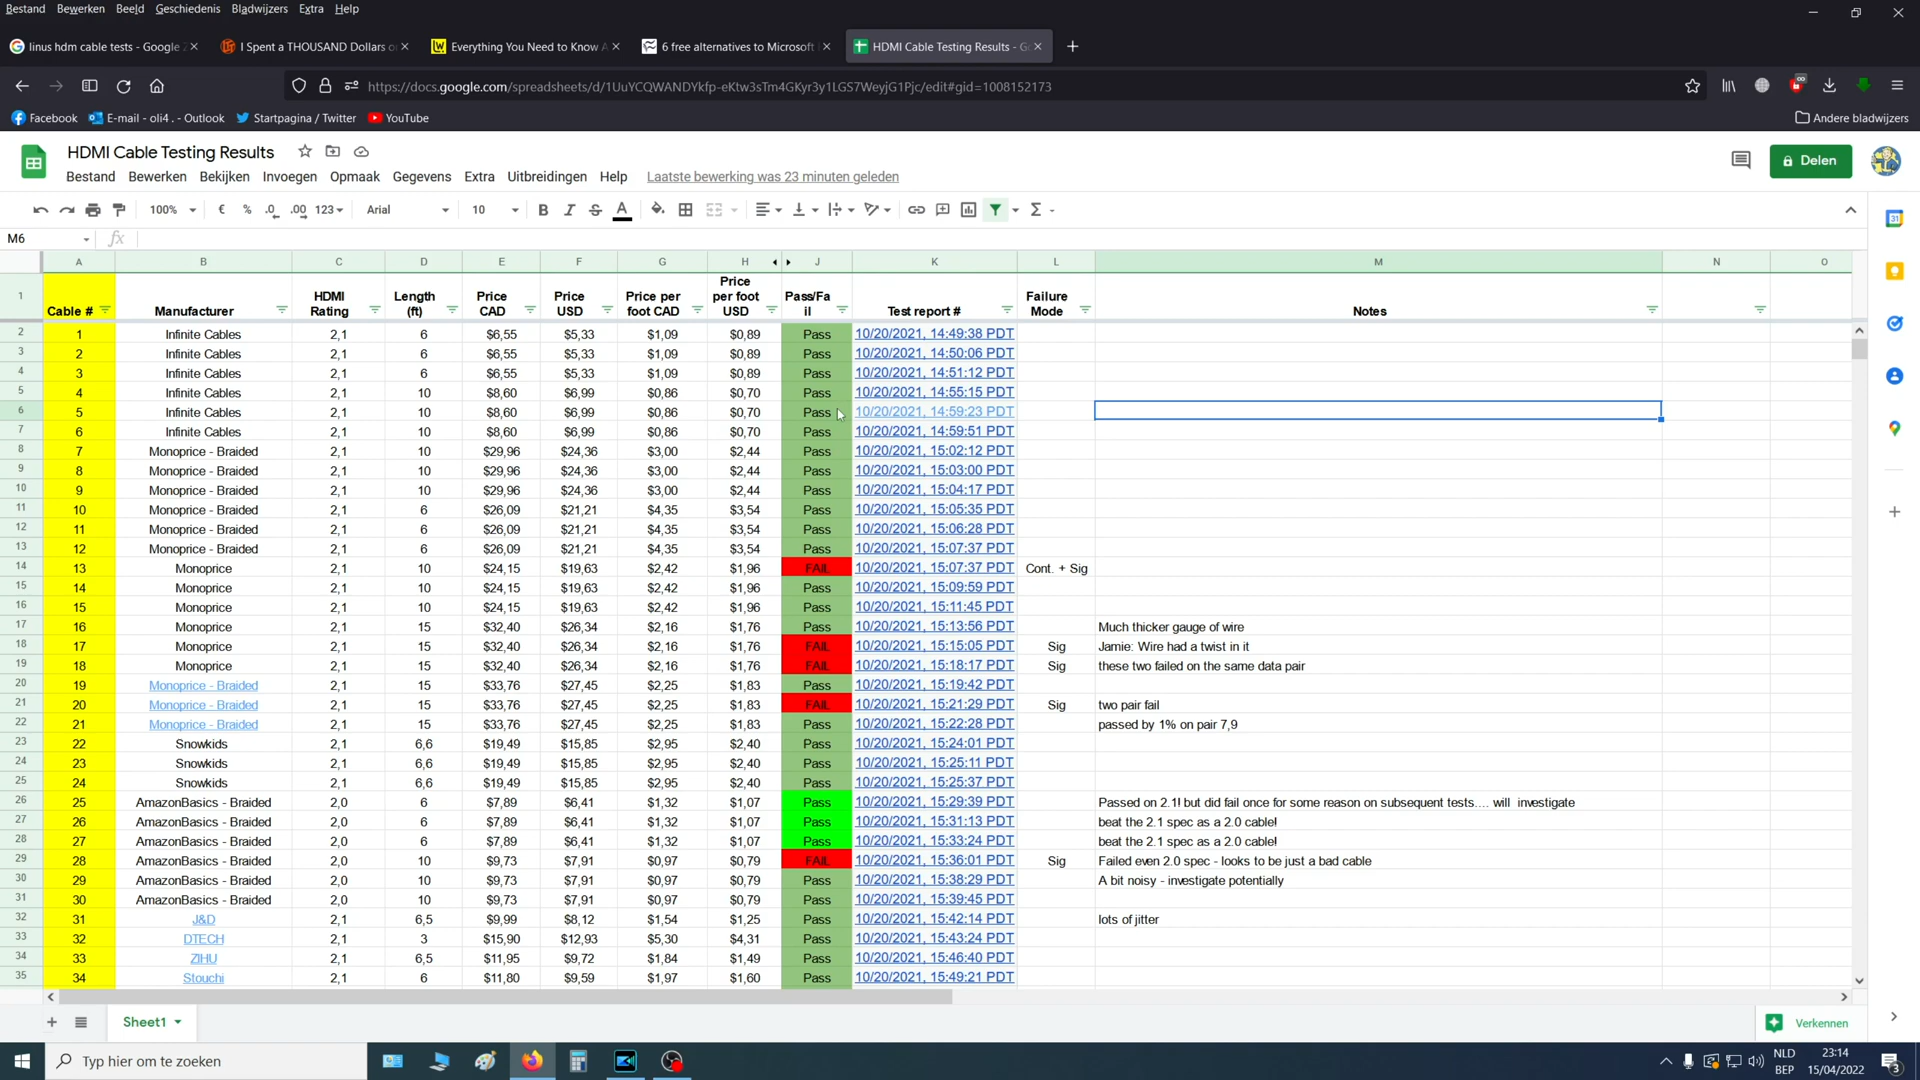 Bestand Bewerken Beeld Geschiedenis Bladwijzers Extra Help
linus hdm cable tests - Google Z I Spent a THOUSAND Dollars o Everything You Need to Know A 6 free alternatives to Microsoft HDMI Cable Testing Results - Go
https://docs.google.com/spreadsheets/d/1UuYCQWANDYkfp-eKtw3sTm4GKyr3y1LGS7WeyjG1Pjc/edit#gid=1008152173
Facebook E-mail - oli4 . - Outlook Startpagina / Twitter YouTube Andere bladwijzers
HDMI Cable Testing Results Delen
Bestand Bewerken Bekijken Invoegen Opmaak Gegevens Extra Uitbreidingen Help Laatste bewerking was 23 minuten geleden
100% € % .0 .00 123 Arial 10 B I S A Σ
M6 fx
A B C D E F G H J K L M N O
1 Cable # Manufacturer HDMI Rating Length (ft) Price CAD Price USD Price per foot CAD Price per foot USD Pass/Fail Test report # Failure Mode Notes
2 1 Infinite Cables 2,1 6 $6,55 $5,33 $1,09 $0,89 Pass 10/20/2021, 14:49:38 PDT
3 2 Infinite Cables 2,1 6 $6,55 $5,33 $1,09 $0,89 Pass 10/20/2021, 14:50:06 PDT
4 3 Infinite Cables 2,1 6 $6,55 $5,33 $1,09 $0,89 Pass 10/20/2021, 14:51:12 PDT
5 4 Infinite Cables 2,1 10 $8,60 $6,99 $0,86 $0,70 Pass 10/20/2021, 14:55:15 PDT
6 5 Infinite Cables 2,1 10 $8,60 $6,99 $0,86 $0,70 Pass 10/20/2021, 14:59:23 PDT
7 6 Infinite Cables 2,1 10 $8,60 $6,99 $0,86 $0,70 Pass 10/20/2021, 14:59:51 PDT
8 7 Monoprice - Braided 2,1 10 $29,96 $24,36 $3,00 $2,44 Pass 10/20/2021, 15:02:12 PDT
9 8 Monoprice - Braided 2,1 10 $29,96 $24,36 $3,00 $2,44 Pass 10/20/2021, 15:03:00 PDT
10 9 Monoprice - Braided 2,1 10 $29,96 $24,36 $3,00 $2,44 Pass 10/20/2021, 15:04:17 PDT
11 10 Monoprice - Braided 2,1 6 $26,09 $21,21 $4,35 $3,54 Pass 10/20/2021, 15:05:35 PDT
12 11 Monoprice - Braided 2,1 6 $26,09 $21,21 $4,35 $3,54 Pass 10/20/2021, 15:06:28 PDT
13 12 Monoprice - Braided 2,1 6 $26,09 $21,21 $4,35 $3,54 Pass 10/20/2021, 15:07:37 PDT
14 13 Monoprice 2,1 10 $24,15 $19,63 $2,42 $1,96 FAIL 10/20/2021, 15:07:37 PDT Cont. + Sig
15 14 Monoprice 2,1 10 $24,15 $19,63 $2,42 $1,96 Pass 10/20/2021, 15:09:59 PDT
16 15 Monoprice 2,1 10 $24,15 $19,63 $2,42 $1,96 Pass 10/20/2021, 15:11:45 PDT
17 16 Monoprice 2,1 15 $32,40 $26,34 $2,16 $1,76 Pass 10/20/2021, 15:13:56 PDT Much thicker gauge of wire
18 17 Monoprice 2,1 15 $32,40 $26,34 $2,16 $1,76 FAIL 10/20/2021, 15:15:05 PDT Sig Jamie: Wire had a twist in it
19 18 Monoprice 2,1 15 $32,40 $26,34 $2,16 $1,76 FAIL 10/20/2021, 15:18:17 PDT Sig these two failed on the same data pair
20 19 Monoprice - Braided 2,1 15 $33,76 $27,45 $2,25 $1,83 Pass 10/20/2021, 15:19:42 PDT
21 20 Monoprice - Braided 2,1 15 $33,76 $27,45 $2,25 $1,83 FAIL 10/20/2021, 15:21:29 PDT Sig two pair fail
22 21 Monoprice - Braided 2,1 15 $33,76 $27,45 $2,25 $1,83 Pass 10/20/2021, 15:22:28 PDT passed by 1% on pair 7,9
23 22 Snowkids 2,1 6,6 $19,49 $15,85 $2,95 $2,40 Pass 10/20/2021, 15:24:01 PDT
24 23 Snowkids 2,1 6,6 $19,49 $15,85 $2,95 $2,40 Pass 10/20/2021, 15:25:11 PDT
25 24 Snowkids 2,1 6,6 $19,49 $15,85 $2,95 $2,40 Pass 10/20/2021, 15:25:37 PDT
26 25 AmazonBasics - Braided 2,0 6 $7,89 $6,41 $1,32 $1,07 Pass 10/20/2021, 15:29:39 PDT Passed on 2.1! but did fail once for some reason on subsequent tests.... will investigate
27 26 AmazonBasics - Braided 2,0 6 $7,89 $6,41 $1,32 $1,07 Pass 10/20/2021, 15:31:13 PDT beat the 2.1 spec as a 2.0 cable!
28 27 AmazonBasics - Braided 2,0 6 $7,89 $6,41 $1,32 $1,07 Pass 10/20/2021, 15:33:24 PDT beat the 2.1 spec as a 2.0 cable!
29 28 AmazonBasics - Braided 2,0 10 $9,73 $7,91 $0,97 $0,79 FAIL 10/20/2021, 15:36:01 PDT Sig Failed even 2.0 spec - looks to be just a bad cable
30 29 AmazonBasics - Braided 2,0 10 $9,73 $7,91 $0,97 $0,79 Pass 10/20/2021, 15:38:29 PDT A bit noisy - investigate potentially
31 30 AmazonBasics - Braided 2,0 10 $9,73 $7,91 $0,97 $0,79 Pass 10/20/2021, 15:39:45 PDT
32 31 J&D 2,1 6,5 $9,99 $8,12 $1,54 $1,25 Pass 10/20/2021, 15:42:14 PDT lots of jitter
33 32 DTECH 2,1 3 $15,90 $12,93 $5,30 $4,31 Pass 10/20/2021, 15:43:24 PDT
34 33 ZIHU 2,1 6,5 $11,95 $9,72 $1,84 $1,49 Pass 10/20/2021, 15:46:40 PDT
35 34 Stouchi 2,1 6 $11,80 $9,59 $1,97 $1,60 Pass 10/20/2021, 15:49:21 PDT
Sheet1 Verkennen
Typ hier om te zoeken NLD 23:14
BEP 15/04/2022 3